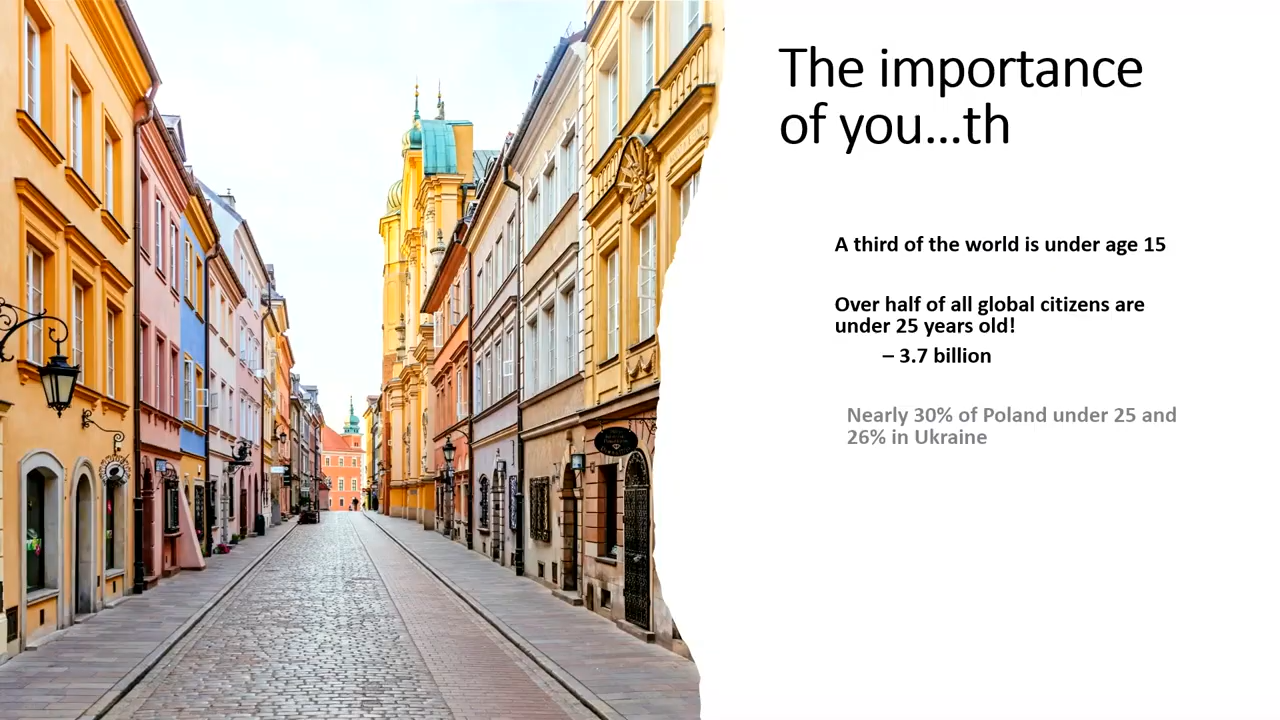 The importance
of you...th
A third of the world is under age 15
Over half of all global citizens are
under 25 years old!
– 3.7 billion
Nearly 30% of Poland under 25 and
26% in Ukraine